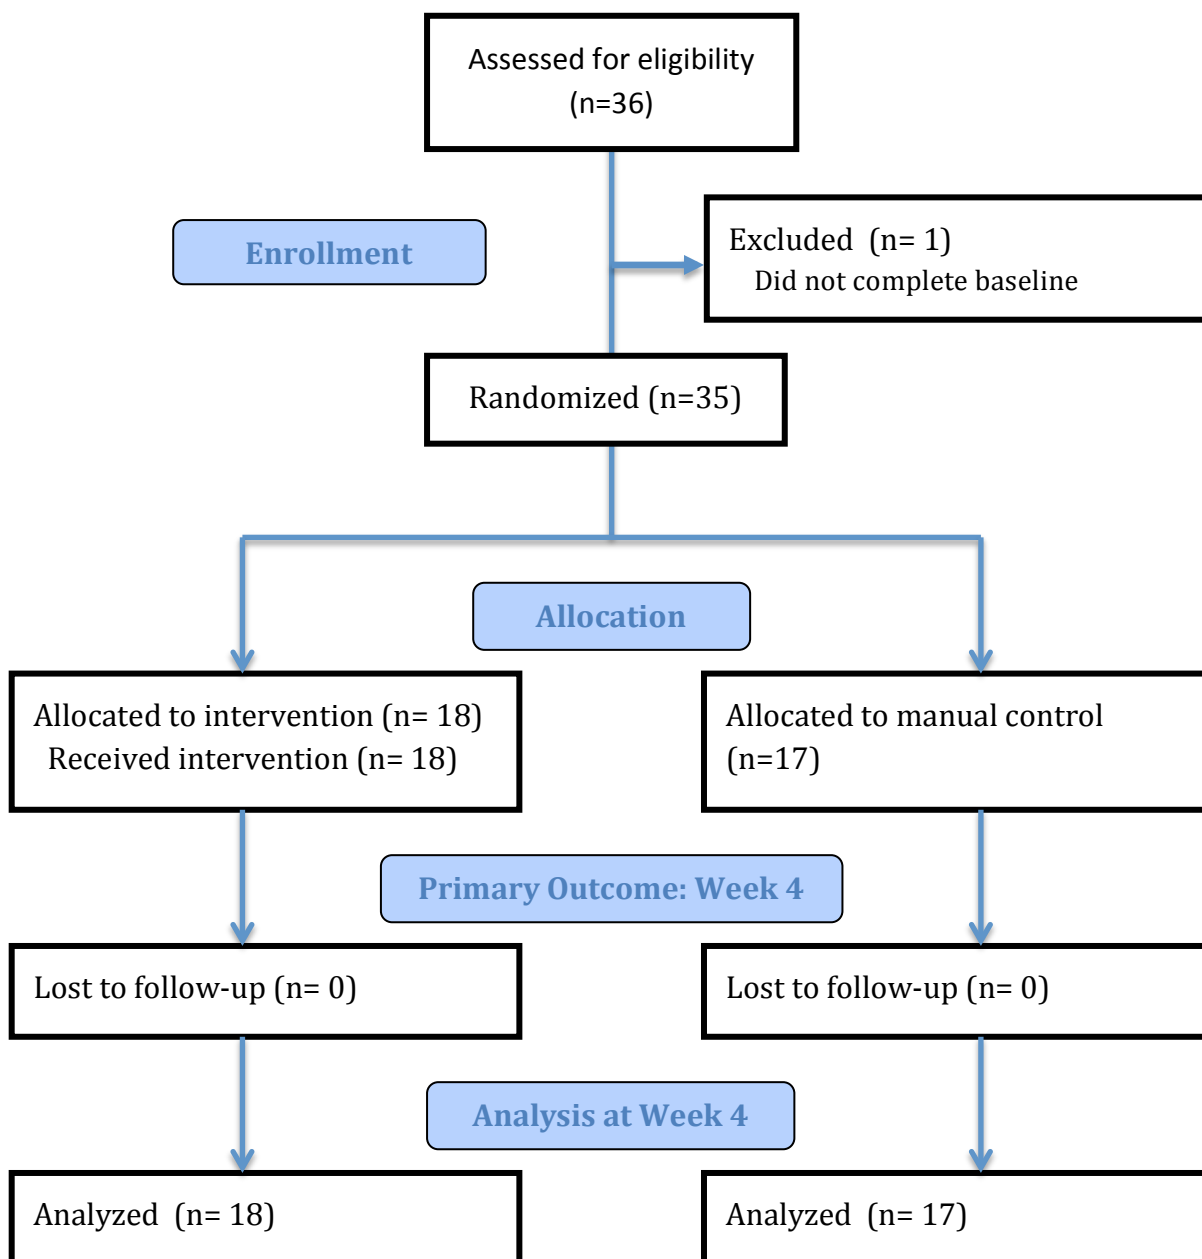 Assessed for eligibility
(n=36)
Enrollment
Excluded  (n= 1)
Did not complete baseline
Randomized (n=35)
Allocation
Allocated to intervention (n= 18)
Received intervention (n= 18)
Allocated to manual control
(n=17)
Primary Outcome: Week 4
Lost to follow-up (n= 0)
Lost to follow-up (n= 0)
Analysis at Week 4
Analyzed  (n= 18)
Analyzed  (n= 17)